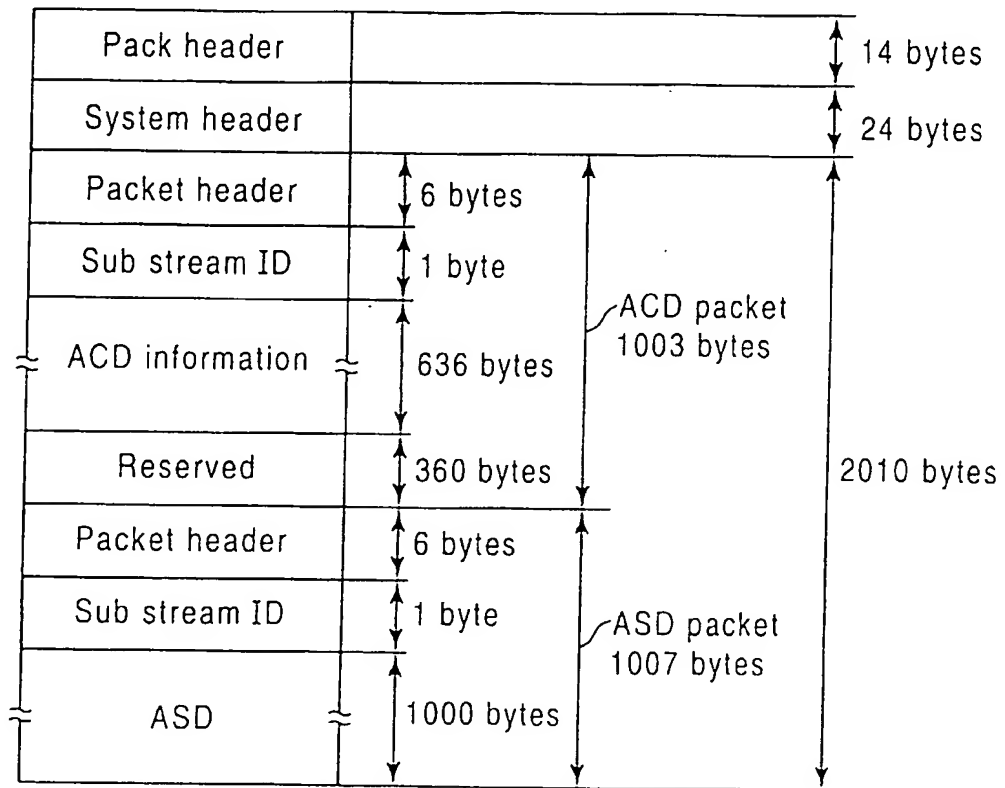 Pack header
14 bytes
System header
24 bytes
Packet header
6 bytes
Sub stream ID
1 byte
ACD information
636 bytes
ACD packet
1003 bytes
Reserved
360 bytes
2010 bytes
Packet header
6 bytes
Sub stream ID
1 byte
ASD packet
1007 bytes
ASD
1000 bytes